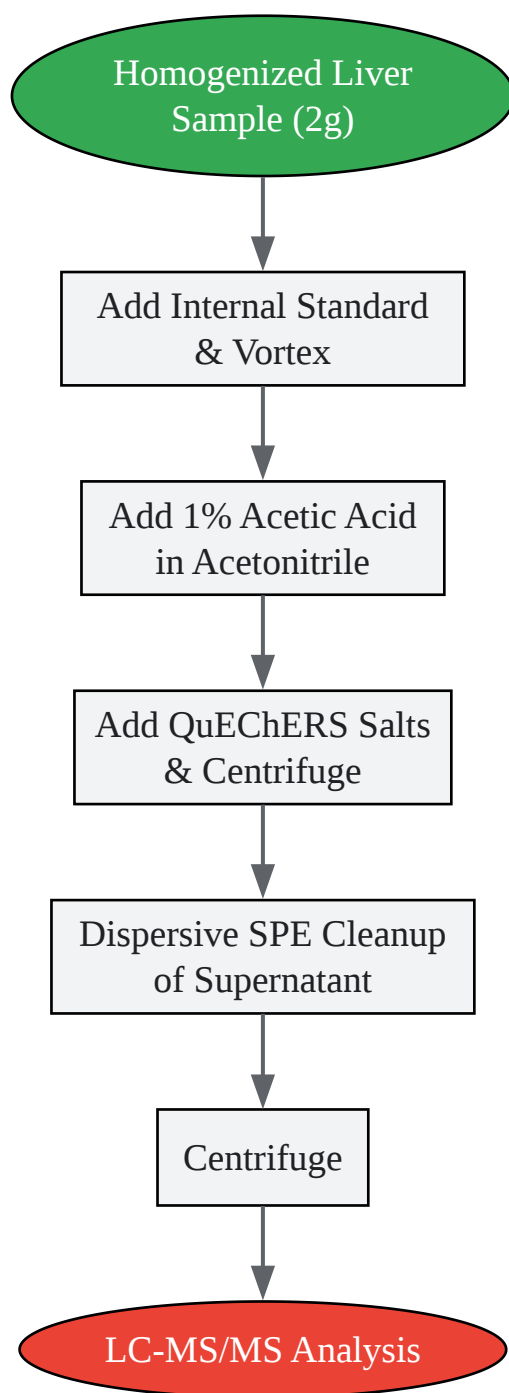 Homogenized Liver
Sample (2g)
Add Internal Standard
& Vortex
Add 1% Acetic Acid
in Acetonitrile
Add QuEChERS Salts
& Centrifuge
Dispersive SPE Cleanup
of Supernatant
Centrifuge
LC-MS/MS Analysis